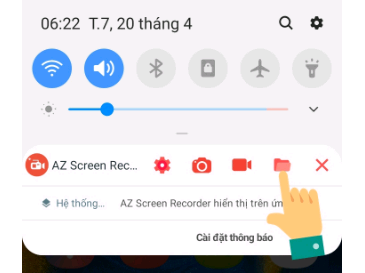 06:22 T.7, 20 tháng 4
AZ Screen Rec...
Hệ thống... AZ Screen Recorder hiển thị trên ứn
Cài đặt thông báo